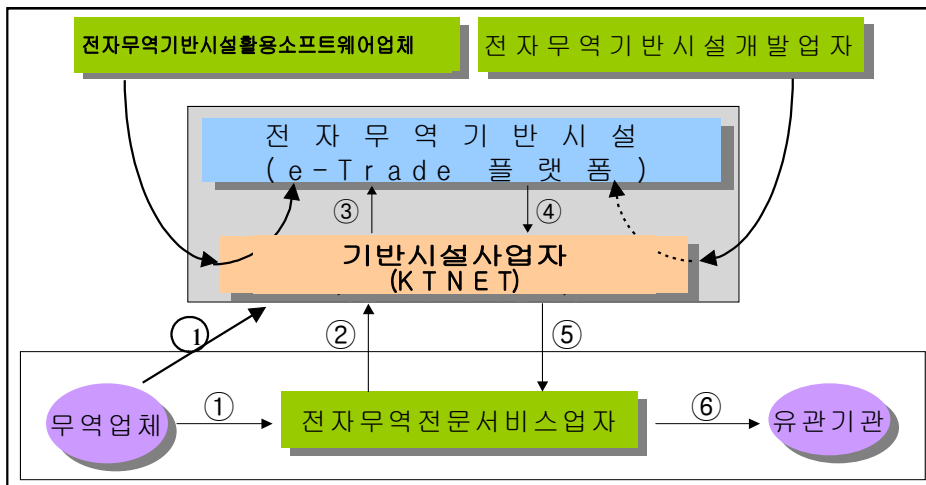 전자무역기반시설활용소프트웨어업체
전자무역기반시설개발업자
전자무역기반시설
(e-Trade 플랫폼)
③
④
기반시설사업자
(KTNET)
1
②
⑤
무역업체
①
전자무역전문서비스업자
⑥
유관기관